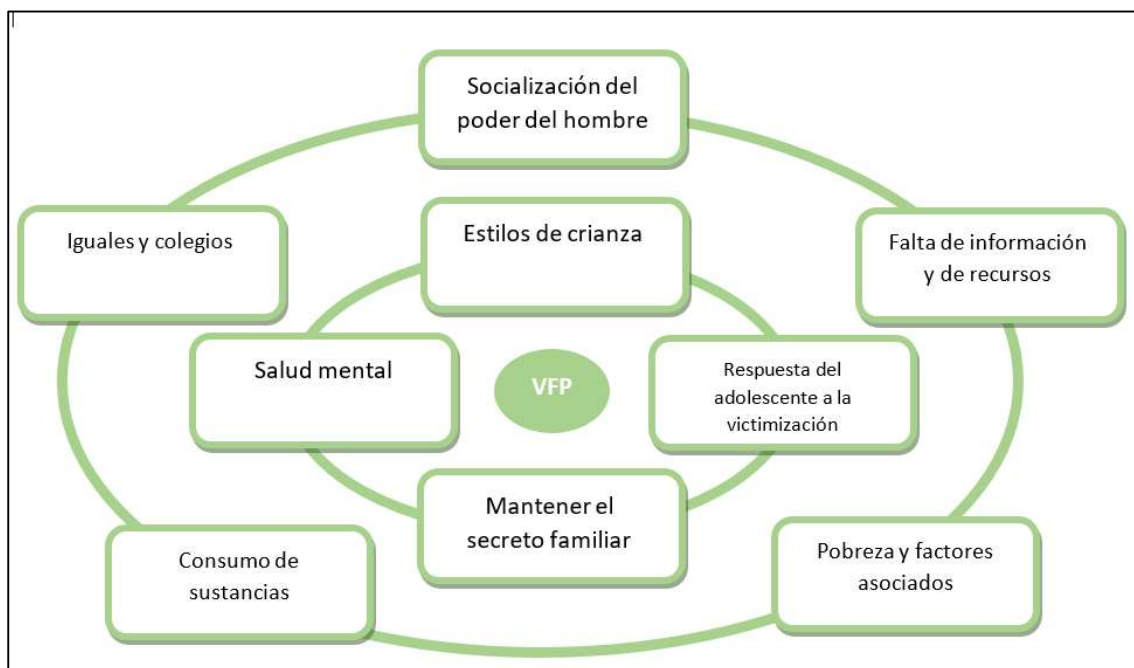 Socialización del
poder del hombre
Iguales y colegios
Estilos de crianza
Falta de información
y de recursos
Salud mental
VFP
Respuesta del
adolescente a la
victimización
Mantener el
secreto familiar
Consumo de
sustancias
Pobreza y factores
asociados